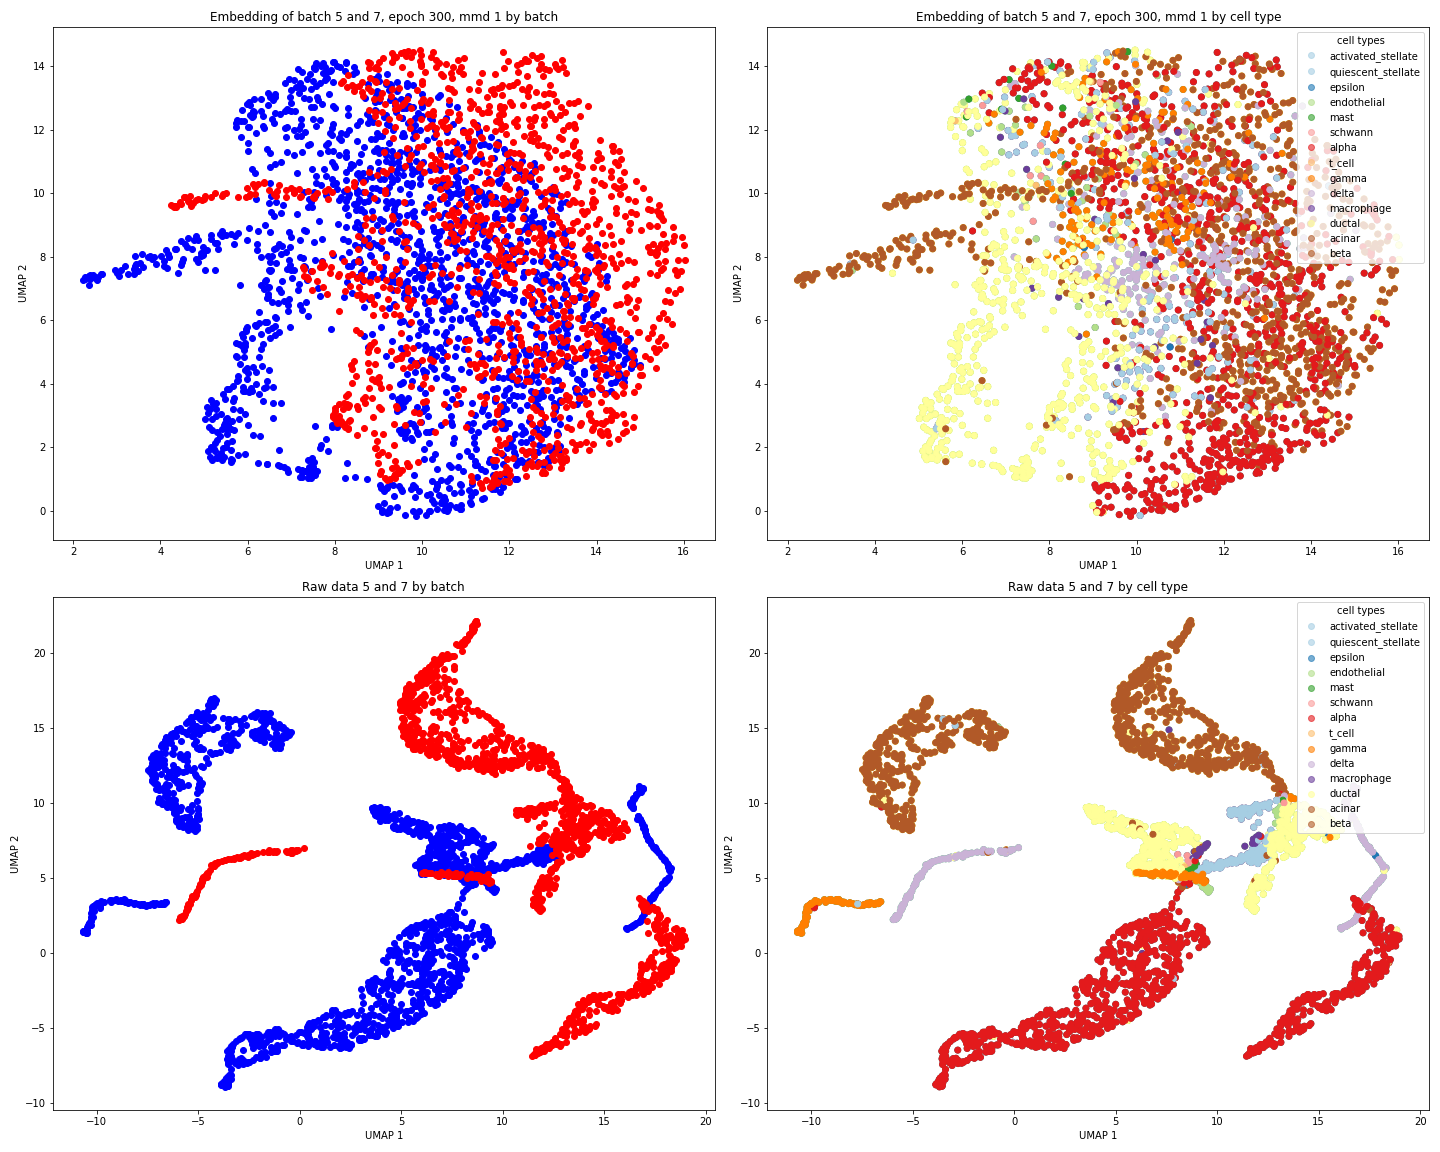 Embedding of batch 5 and 7, epoch 300, mmd 1 by batch
UMAP 2
14
12
10
8
6
4
2
0
2 4 6 8 10 12 14 16
UMAP 1
Embedding of batch 5 and 7, epoch 300, mmd 1 by cell type
UMAP 2
14
12
10
8
6
4
2
0
2 4 6 8 10 12 14 16
UMAP 1
cell types
activated_stellate
quiescent_stellate
epsilon
endothelial
mast
schwann
alpha
t_cell
gamma
delta
macrophage
ductal
acinar
beta
Raw data 5 and 7 by batch
UMAP 2
20
15
10
5
0
−5
−10
−10 −5 0 5 10 15 20
UMAP 1
Raw data 5 and 7 by cell type
UMAP 2
20
15
10
5
0
−5
−10
−10 −5 0 5 10 15 20
UMAP 1
cell types
activated_stellate
quiescent_stellate
epsilon
endothelial
mast
schwann
alpha
t_cell
gamma
delta
macrophage
ductal
acinar
beta